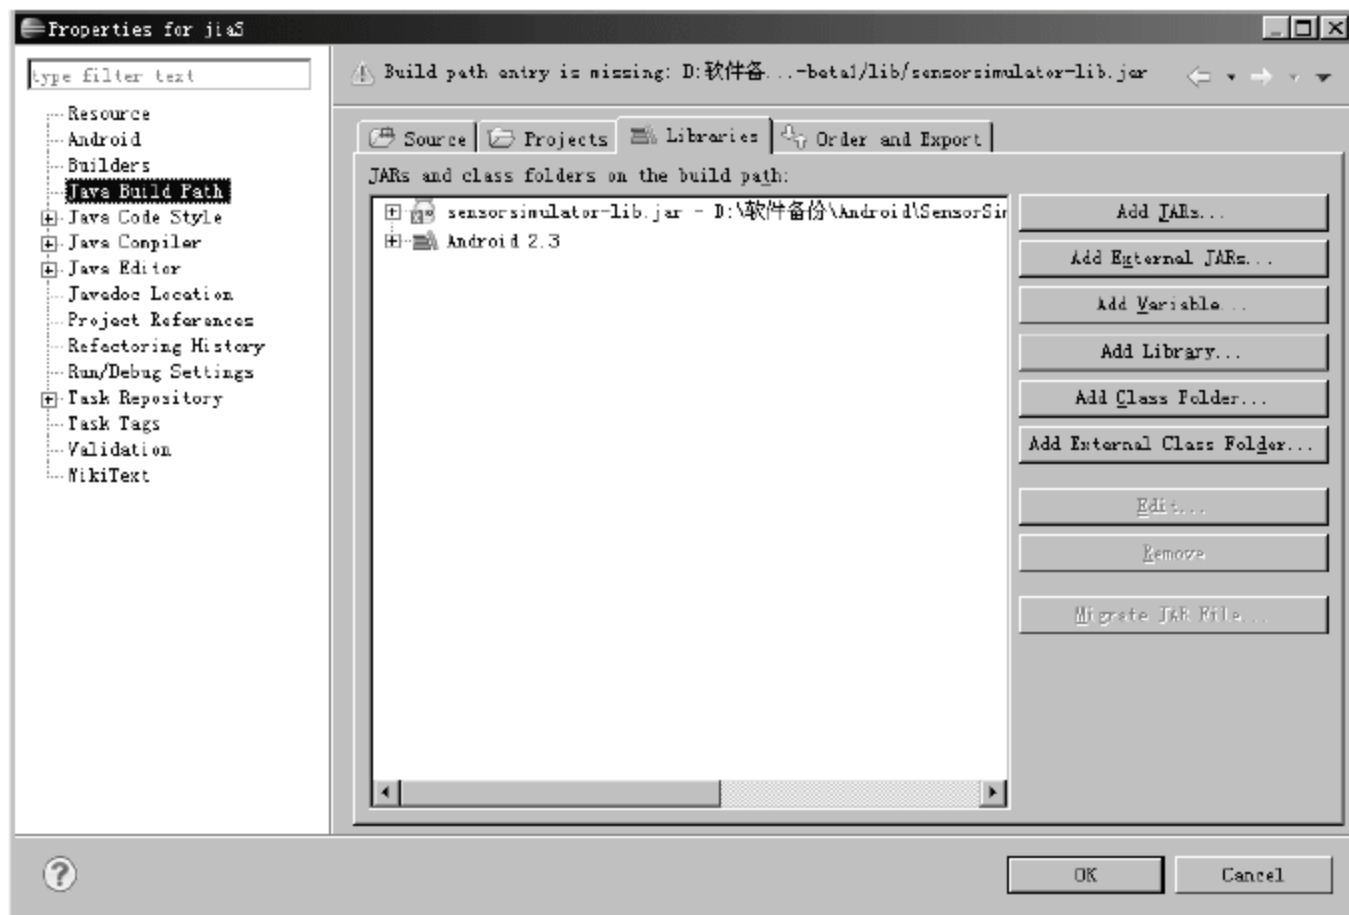 Properties for jiaS
type filter text
Build path entry is missing: D:软件备...-beta1/lib/sensorsimulator-lib.jar
Resource
Android
Builders
Java Build Path
Java Code Style
Java Compiler
Java Editor
Javadoc Location
Project References
Refactoring History
Run/Debug Settings
Task Repository
Task Tags
Validation
WikiText
Source
Projects
Libraries
Order and Export
JARs and class folders on the build path:
sensorsimulator-lib.jar - D:\软件备份\Android\SensorSim
Android 2.3
Add JARs...
Add External JARs...
Add Variable...
Add Library...
Add Class Folder...
Add External Class Folder...
Edit...
Remove
Migrate JAR File...
OK
Cancel